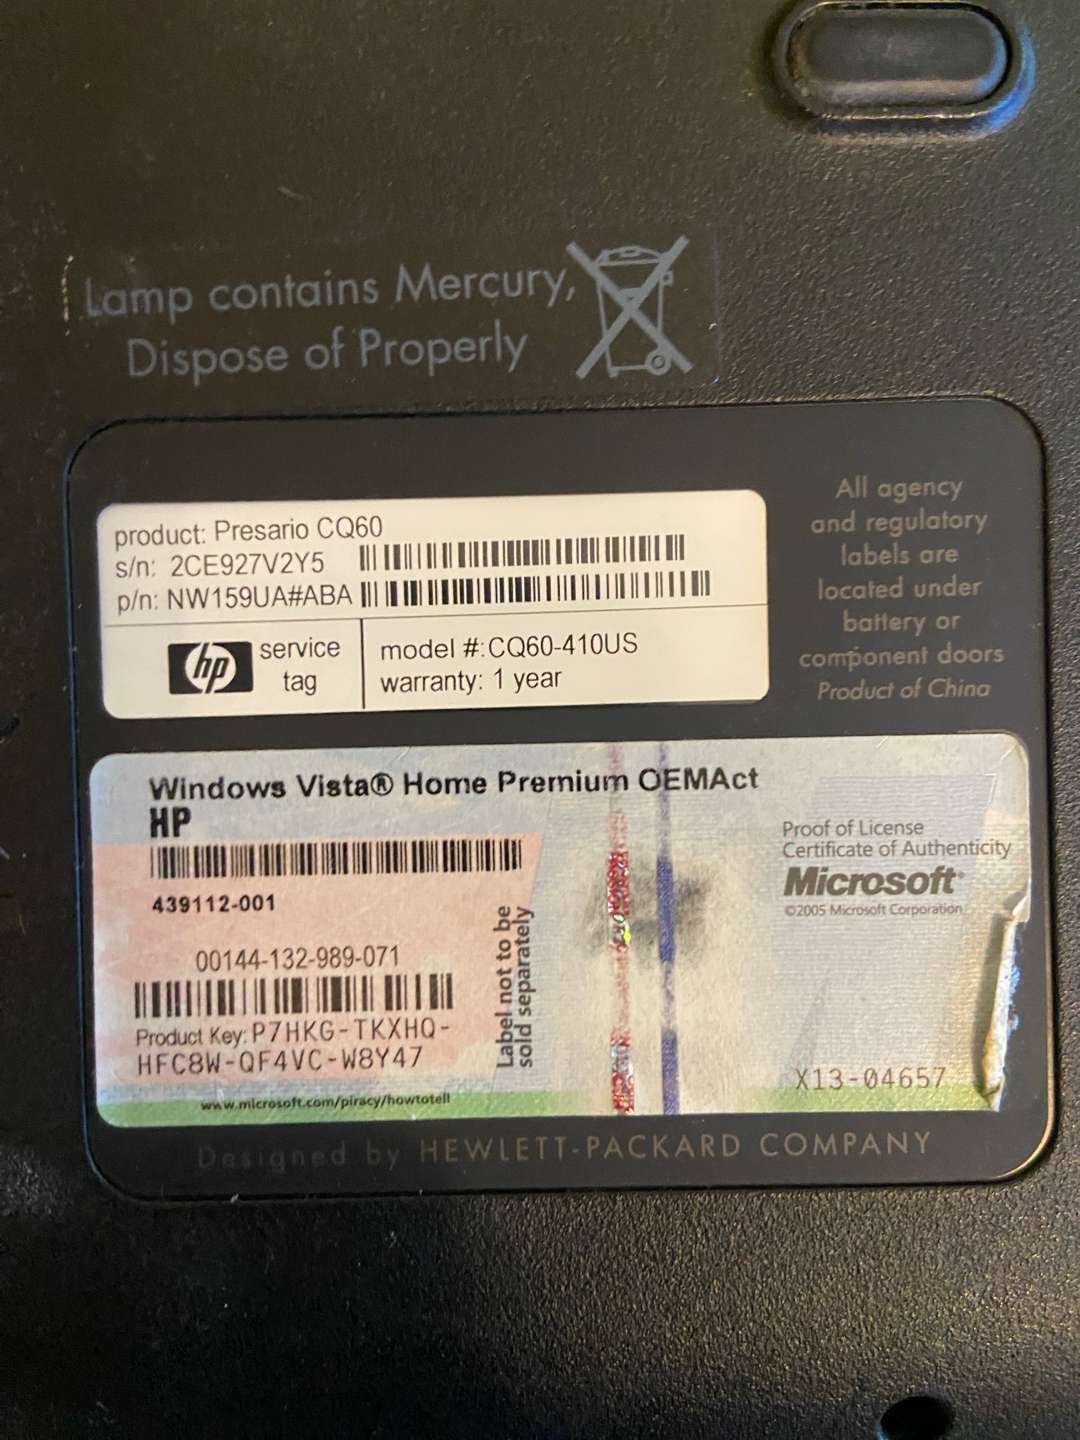 Lamp contains Mercury,
Dispose of Properly
product: Presario CQ60
s/n: 2CE927V2Y5
p/n: NW159UA#ABA
hp
service
tag
model #:CQ60-410US
warranty: 1 year
All agency
and regulatory
labels are
located under
battery or
component doors
Product of China
Windows Vista® Home Premium OEMAct
HP
439112-001
00144-132-989-071
Product Key: P7HKG-TKXHQ-
HFC8W-QF4VC-W8Y47
www.microsoft.com/piracy/howtotell
Label not to be
sold separately
Proof of License
Certificate of Authenticity
Microsoft®
©2005 Microsoft Corporation
X13-04657
Designed by HEWLETT-PACKARD COMPANY